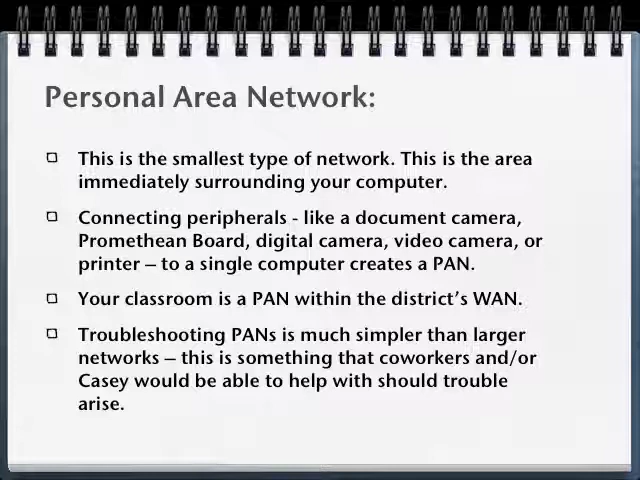 Personal Area Network:
This is the smallest type of network. This is the area
immediately surrounding your computer.
Connecting peripherals - like a document camera,
Promethean Board, digital camera, video camera, or
printer – to a single computer creates a PAN.
Your classroom is a PAN within the district's WAN.
Troubleshooting PANs is much simpler than larger
networks – this is something that coworkers and/or
Casey would be able to help with should trouble
arise.